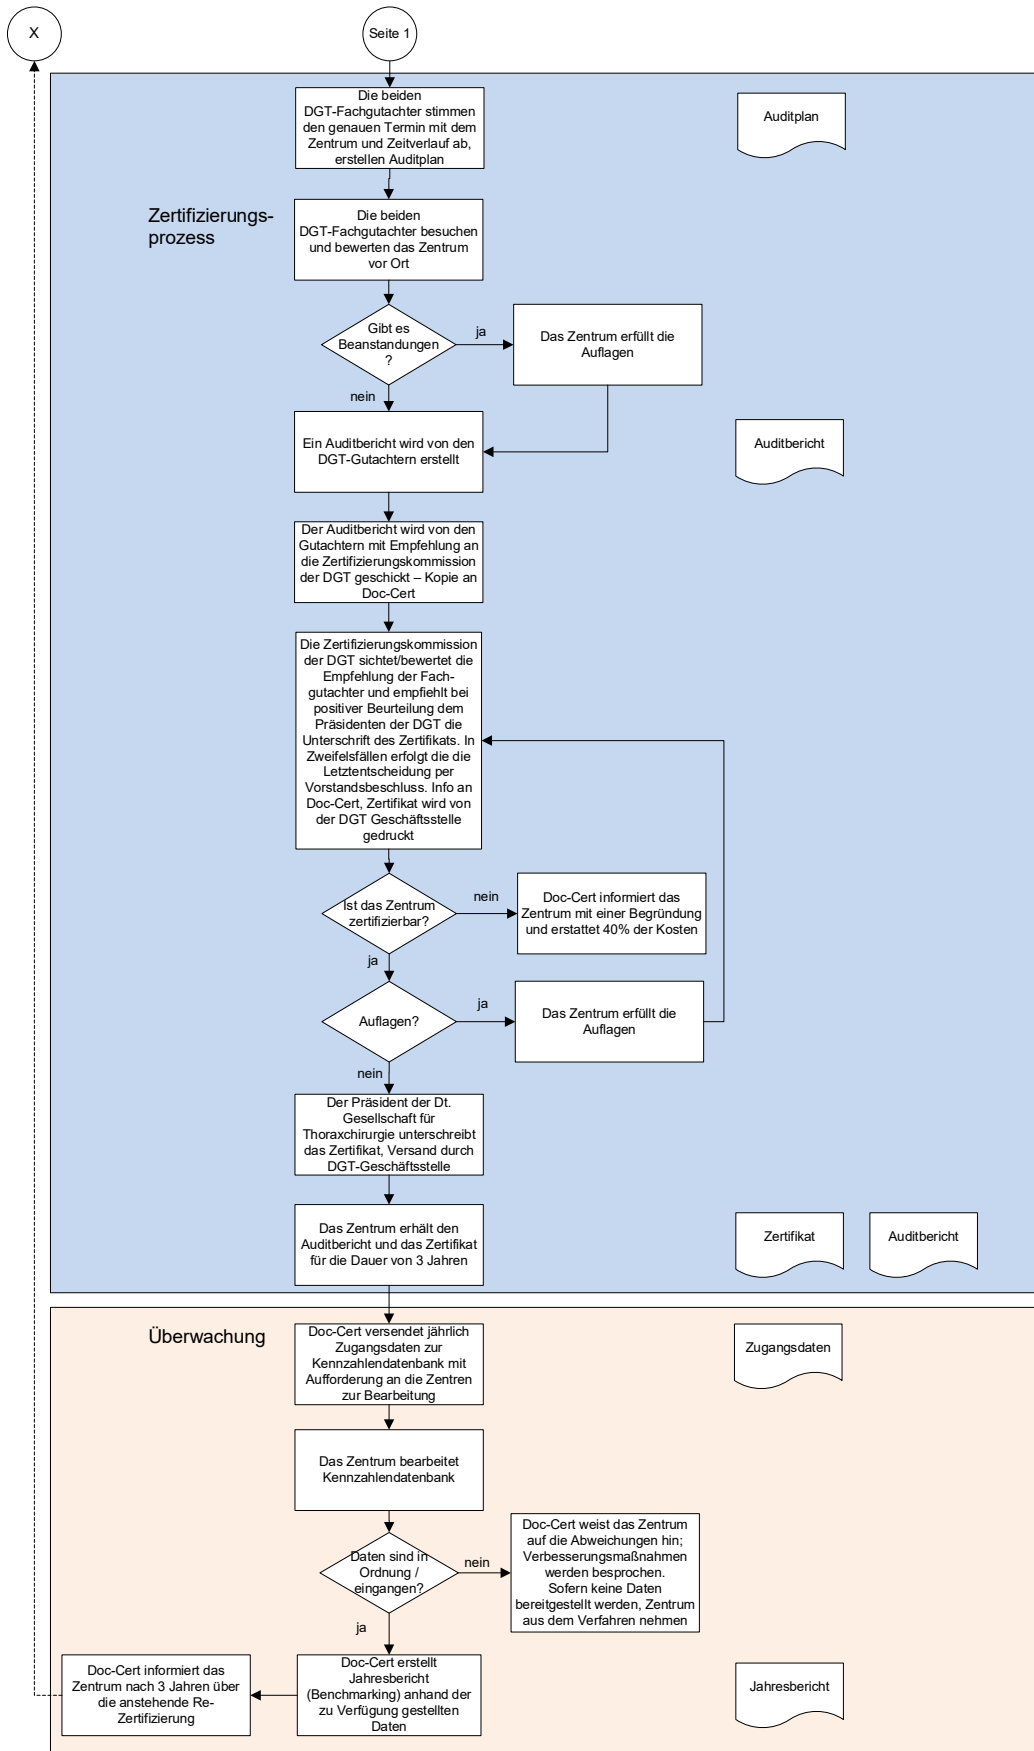 X
Seite 1
Die beiden
DGT-Fachgutachter stimmen
den genauen Termin mit dem
Zentrum und Zeitverlauf ab,
erstellen Auditplan
Auditplan
Zertifizierungs-
prozess
Die beiden
DGT-Fachgutachter besuchen
und bewerten das Zentrum
vor Ort
Gibt es
Beanstandungen
?
ja
Das Zentrum erfüllt die
Auflagen
nein
Ein Auditbericht wird von den
DGT-Gutachtern erstellt
Auditbericht
Der Auditbericht wird von den
Gutachtern mit Empfehlung an
die Zertifizierungskommission
der DGT geschickt – Kopie an
Doc-Cert
Die Zertifizierungskommission
der DGT sichtet/bewertet die
Empfehlung der Fach-
gutachter und empfiehlt bei
positiver Beurteilung dem
Präsidenten der DGT die
Unterschrift des Zertifikats. In
Zweifelsfällen erfolgt die die
Letztentscheidung per
Vorstandsbeschluss. Info an
Doc-Cert, Zertifikat wird von
der DGT Geschäftsstelle
gedruckt
Ist das Zentrum
zertifizierbar?
nein
Doc-Cert informiert das
Zentrum mit einer Begründung
und erstattet 40% der Kosten
ja
Auflagen?
ja
Das Zentrum erfüllt die
Auflagen
nein
Der Präsident der Dt.
Gesellschaft für
Thoraxchirurgie unterschreibt
das Zertifikat, Versand durch
DGT-Geschäftsstelle
Das Zentrum erhält den
Auditbericht und das Zertifikat
für die Dauer von 3 Jahren
Zertifikat
Auditbericht
Überwachung
Doc-Cert versendet jährlich
Zugangsdaten zur
Kennzahlendatenbank mit
Aufforderung an die Zentren
zur Bearbeitung
Zugangsdaten
Das Zentrum bearbeitet
Kennzahlendatenbank
Daten sind in
Ordnung /
eingangen?
nein
Doc-Cert weist das Zentrum
auf die Abweichungen hin;
Verbesserungsmaßnahmen
werden besprochen.
Sofern keine Daten
bereitgestellt werden, Zentrum
aus dem Verfahren nehmen
ja
Doc-Cert informiert das
Zentrum nach 3 Jahren über
die anstehende Re-
Zertifizierung
Doc-Cert erstellt
Jahresbericht
(Benchmarking) anhand der
zu Verfügung gestellten
Daten
Jahresbericht